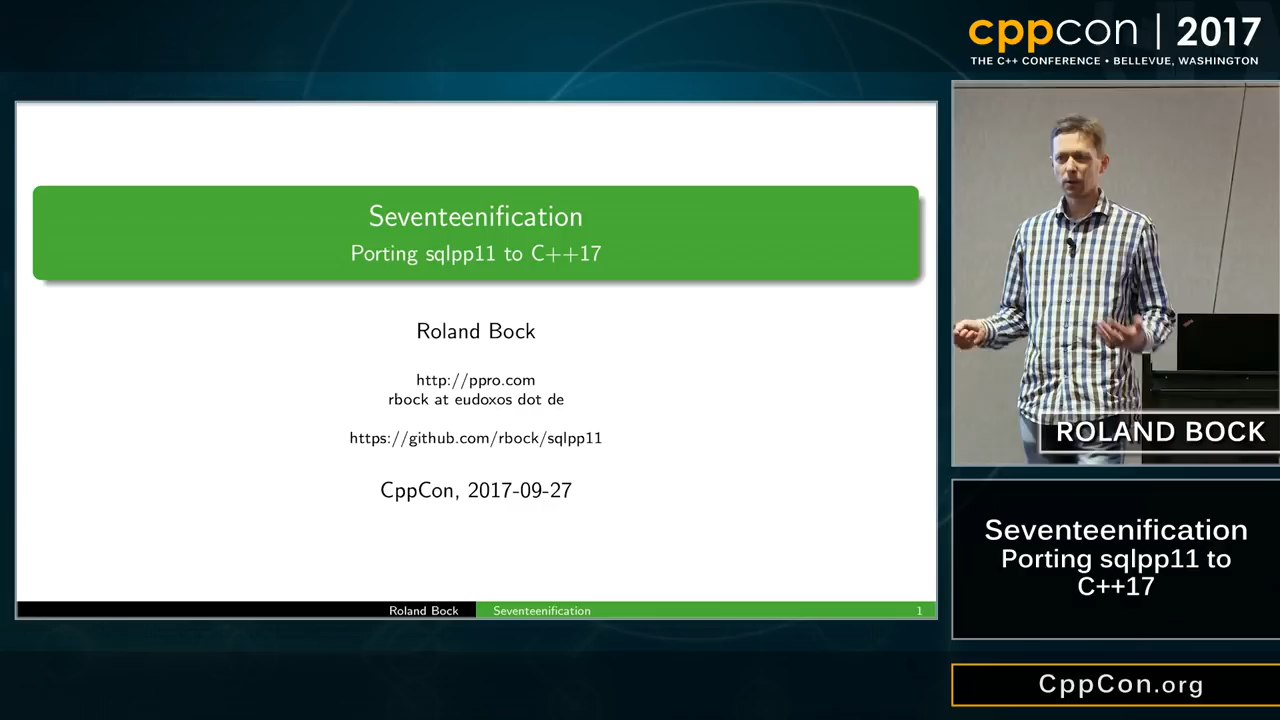 cppcon | 2017
THE C++ CONFERENCE • BELLEVUE, WASHINGTON
Seventeenification
Porting sqlpp11 to C++17
Roland Bock
http://ppro.com
rbock at eudoxos dot de
https://github.com/rbock/sqlpp11
CppCon, 2017-09-27
Roland Bock
Seventeenification
1
ROLAND BOCK
Seventeenification
Porting sqlpp11 to
C++17
CppCon.org